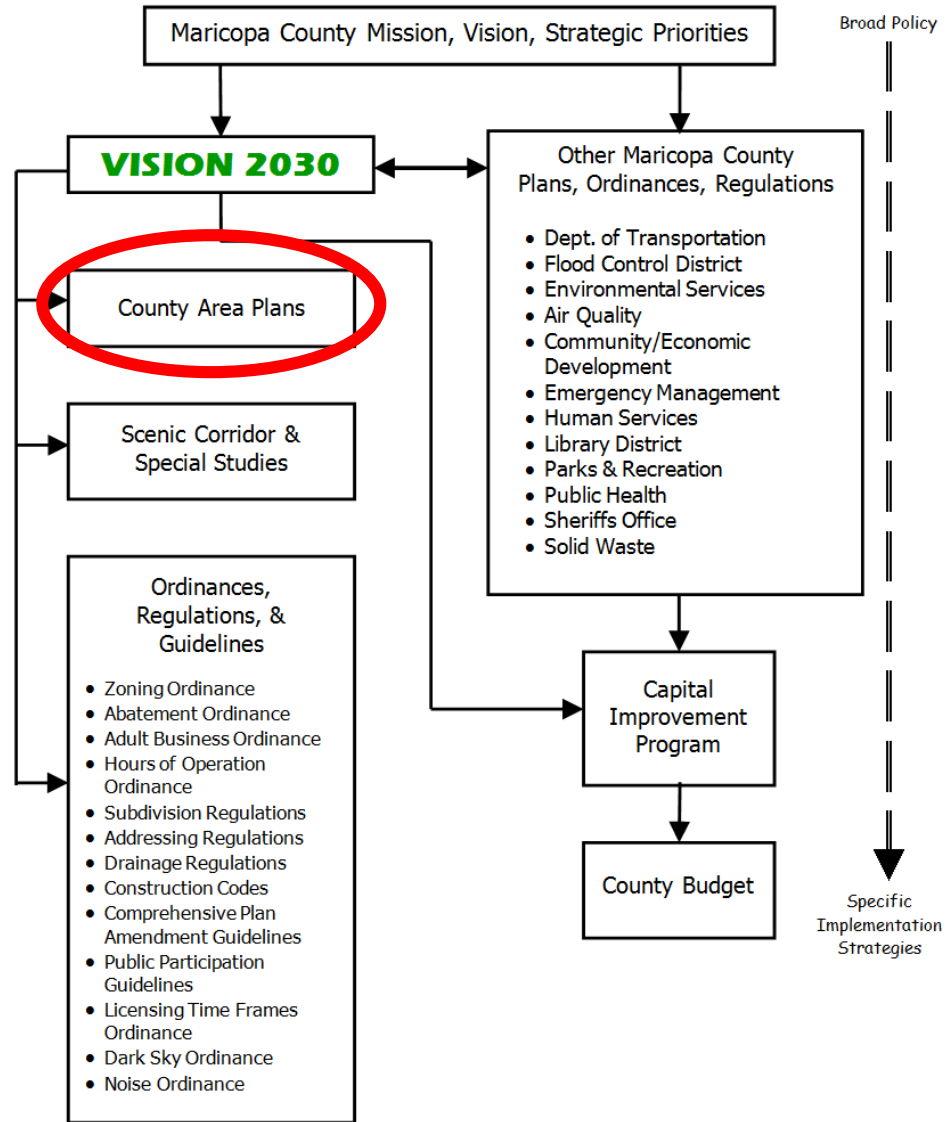 Maricopa County Mission, Vision, Strategic Priorities
Broad Policy
VISION 2030
Other Maricopa County
Plans, Ordinances, Regulations
• Dept. of Transportation
• Flood Control District
• Environmental Services
• Air Quality
• Community/Economic
Development
• Emergency Management
• Human Services
• Library District
• Parks & Recreation
• Public Health
• Sheriffs Office
• Solid Waste
County Area Plans
Scenic Corridor &
Special Studies
Ordinances,
Regulations, &
Guidelines
• Zoning Ordinance
• Abatement Ordinance
• Adult Business Ordinance
• Hours of Operation
Ordinance
• Subdivision Regulations
• Addressing Regulations
• Drainage Regulations
• Construction Codes
• Comprehensive Plan
Amendment Guidelines
• Public Participation
Guidelines
• Licensing Time Frames
Ordinance
• Dark Sky Ordinance
• Noise Ordinance
Capital
Improvement
Program
County Budget
Specific
Implementation
Strategies